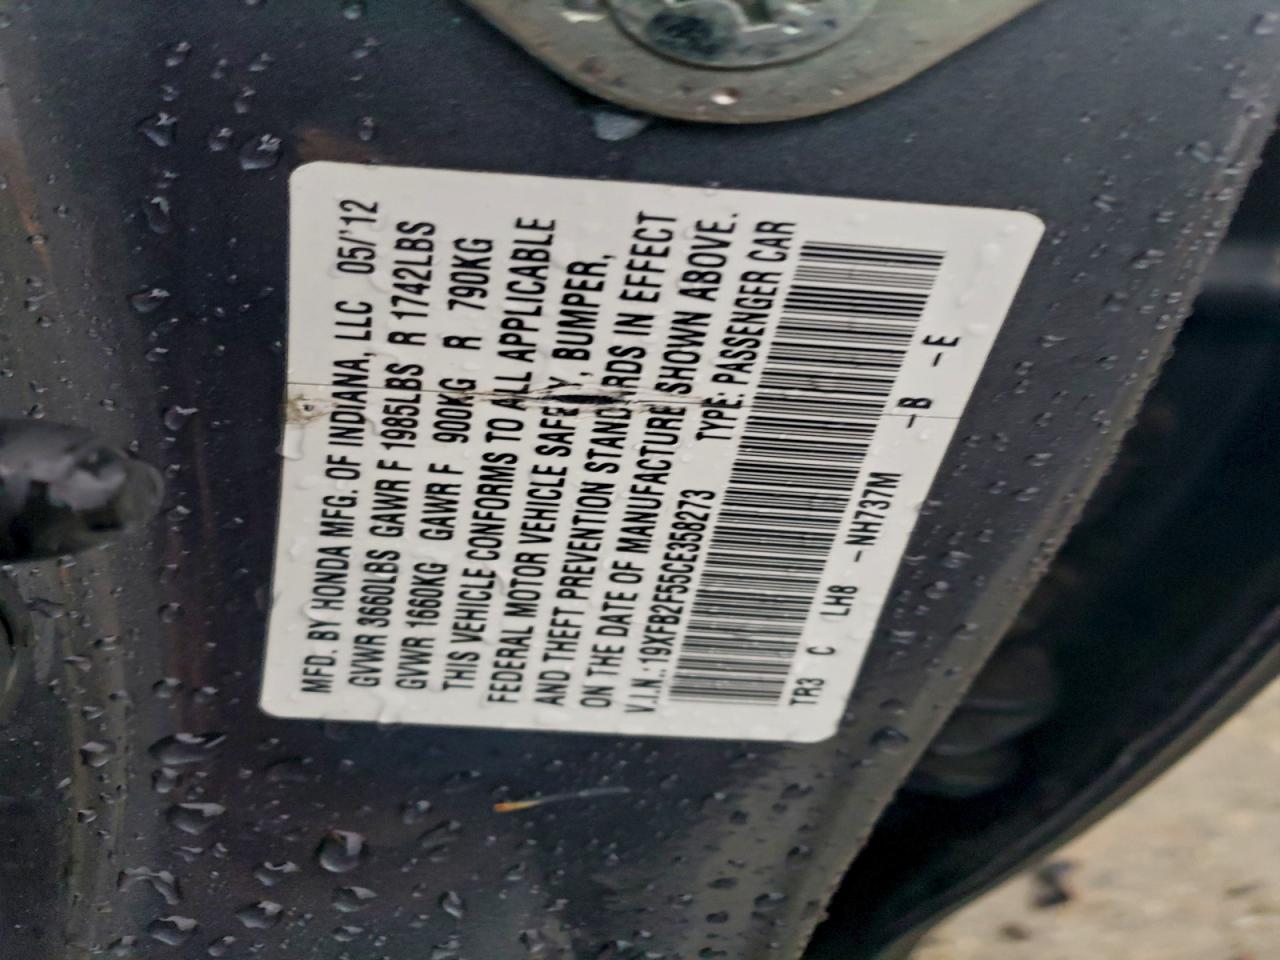 MFD. BY HONDA MFG. OF INDIANA, LLC 05/'12
GVWR 3660LBS GAWR F 1985LBS R 1742LBS
GVWR 1660KG GAWR F 900KG R 790KG
THIS VEHICLE CONFORMS TO ALL APPLICABLE
FEDERAL MOTOR VEHICLE SAFETY, BUMPER,
AND THEFT PREVENTION STANDARDS IN EFFECT
ON THE DATE OF MANUFACTURE SHOWN ABOVE.
V.I.N.: 19XFB2F55CE358273 TYPE: PASSENGER CAR
TR3 C LH8 -NH737M -B -E